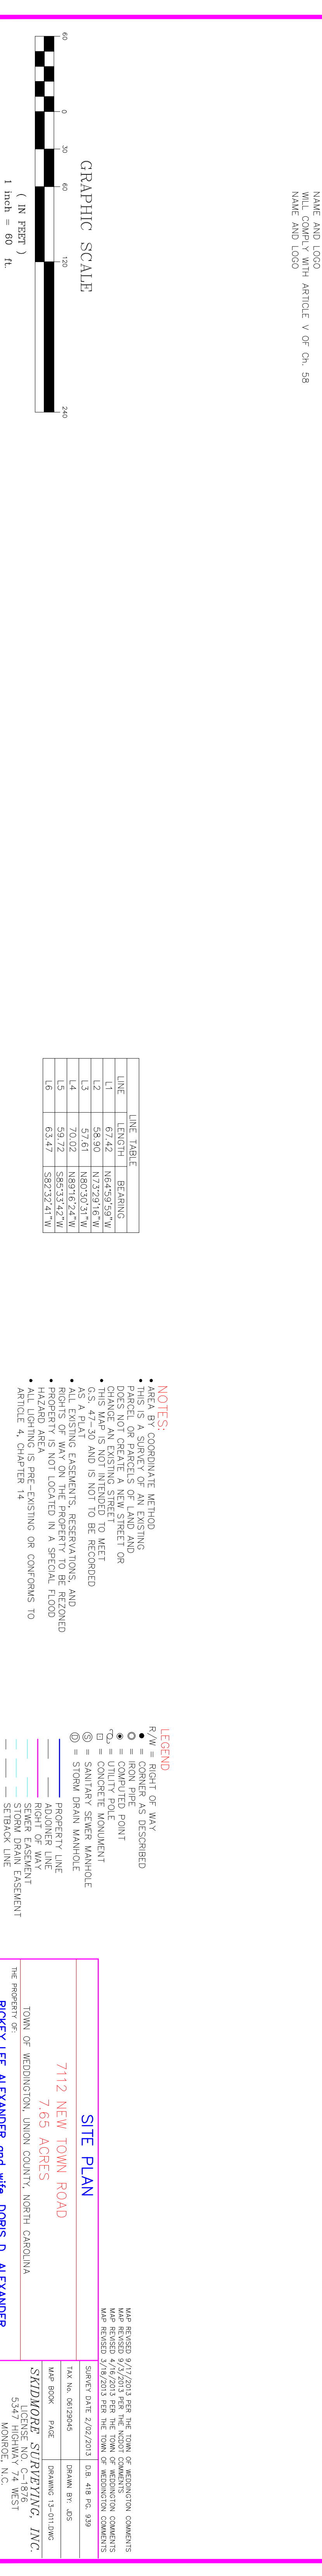 NAME AND LOGO
WILL COMPLY WITH ARTICLE V OF Ch. 58
NAME AND LOGO
GRAPHIC SCALE
60 0 30 60 120 240
( IN FEET )
1 inch = 60 ft.
LINE TABLE
LINE LENGTH BEARING
L1 67.42 N64°59'59"W
L2 58.90 N73°29'16"W
L3 57.61 N80°30'31"W
L4 70.02 N89°16'24"W
L5 59.72 S85°33'42"W
L6 63.47 S82°32'41"W
NOTES:
• AREA BY COORDINATE METHOD
• THIS IS A SURVEY OF AN EXISTING
PARCEL OR PARCELS OF LAND AND
DOES NOT CREATE A NEW STREET OR
CHANGE AN EXISTING STREET
• THIS MAP IS NOT INTENDED TO MEET
G.S. 47-30 AND IS NOT TO BE RECORDED
AS A PLAT
• ALL EXISTING EASEMENTS, RESERVATIONS, AND
RIGHTS OF WAY ON THE PROPERTY TO BE REZONED
• PROPERTY IS NOT LOCATED IN A SPECIAL FLOOD
HAZARD AREA
• ALL LIGHTING IS PRE-EXISTING OR CONFORMS TO
ARTICLE 4, CHAPTER 14
LEGEND
R/W = RIGHT OF WAY
= CORNER AS DESCRIBED
= IRON PIPE
= COMPUTED POINT
= UTILITY POLE
= CONCRETE MONUMENT
Ⓢ = SANITARY SEWER MANHOLE
Ⓓ = STORM DRAIN MANHOLE
PROPERTY LINE
ADJOINER LINE
RIGHT OF WAY
SEWER EASEMENT
STORM DRAIN EASEMENT
SETBACK LINE
MAP REVISED 9/17/2013 PER THE TOWN OF WEDDINGTON COMMENTS
MAP REVISED 9/3/2013 PER THE NCDOT COMMENTS
MAP REVISED 4/16/2013 PER THE TOWN OF WEDDINGTON COMMENTS
MAP REVISED 3/18/2013 PER THE TOWN OF WEDDINGTON COMMENTS
SITE PLAN
7112 NEW TOWN ROAD
7.65 ACRES
TOWN OF WEDDINGTON, UNION COUNTY, NORTH CAROLINA
THE PROPERTY OF:
RICKEY LEE ALEXANDER and wife, DORIS D. ALEXANDER
SURVEY DATE 2/02/2013 D.B. 418 PG. 939
TAX No. 06129045 DRAWN BY: JDS
MAP BOOK PAGE DRAWING 13-011.DWG
SKIDMORE SURVEYING, INC.
LICENSE NO. C-1876
5347 HIGHWAY 74 WEST
MONROE, N.C.